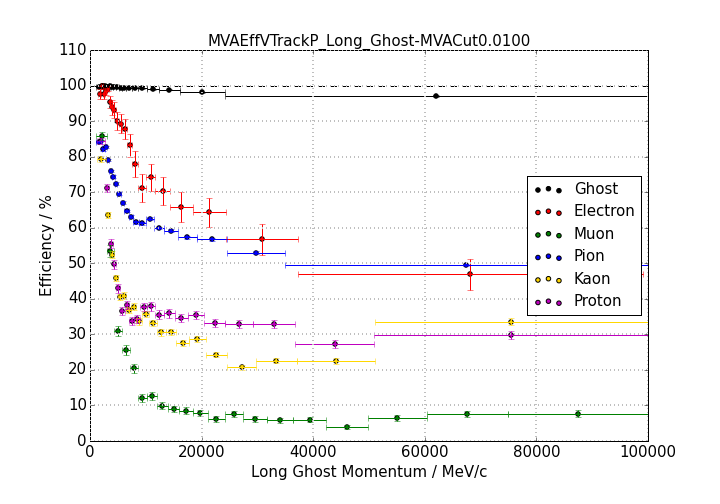 MVAEffVTrackP_Long_Ghost-MVACut0.0100
110
100
90
80
70
60
50
40
30
20
10
0
Efficiency / %
Ghost
Electron
Muon
Pion
Kaon
Proton
0 20000 40000 60000 80000 100000
Long Ghost Momentum / MeV/c